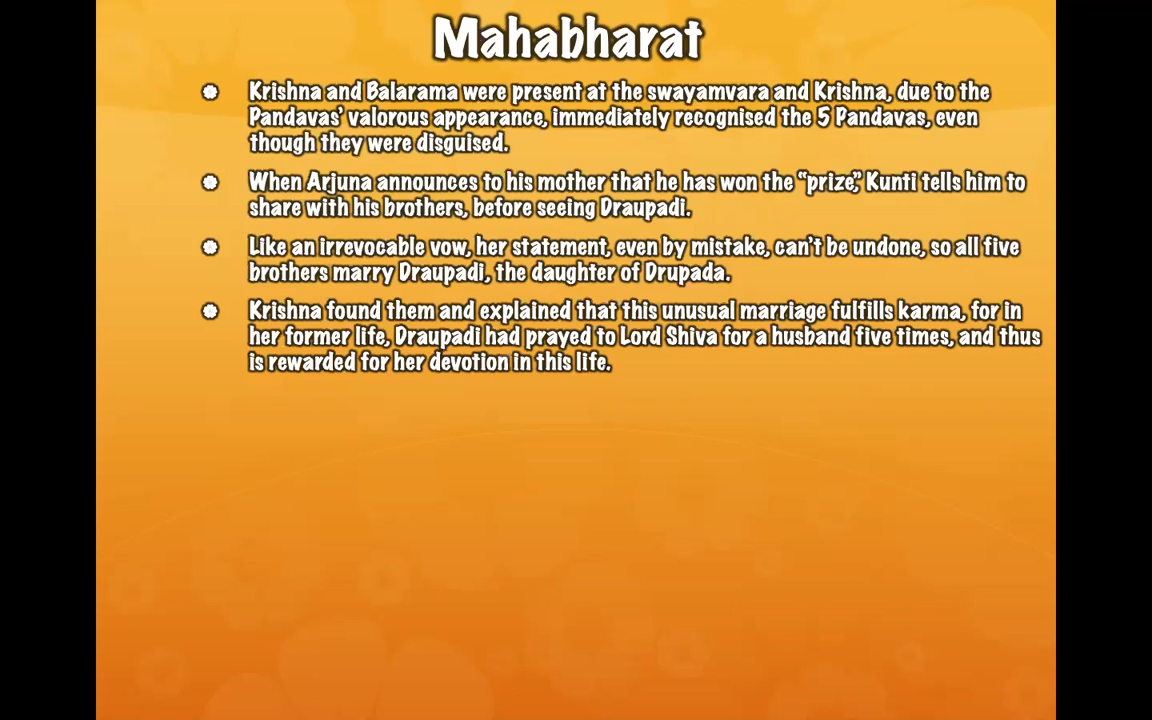 Mahabharat
Krishna and Balarama were present at the swayamvara and Krishna, due to the
Pandavas' valorous appearance, immediately recognised the 5 Pandavas, even
though they were disguised.
When Arjuna announces to his mother that he has won the “prize,” Kunti tells him to
share with his brothers, before seeing Draupadi.
Like an irrevocable vow, her statement, even by mistake, can't be undone, so all five
brothers marry Draupadi, the daughter of Drupada.
Krishna found them and explained that this unusual marriage fulfills karma, for in
her former life, Draupadi had prayed to Lord Shiva for a husband five times, and thus
is rewarded for her devotion in this life.